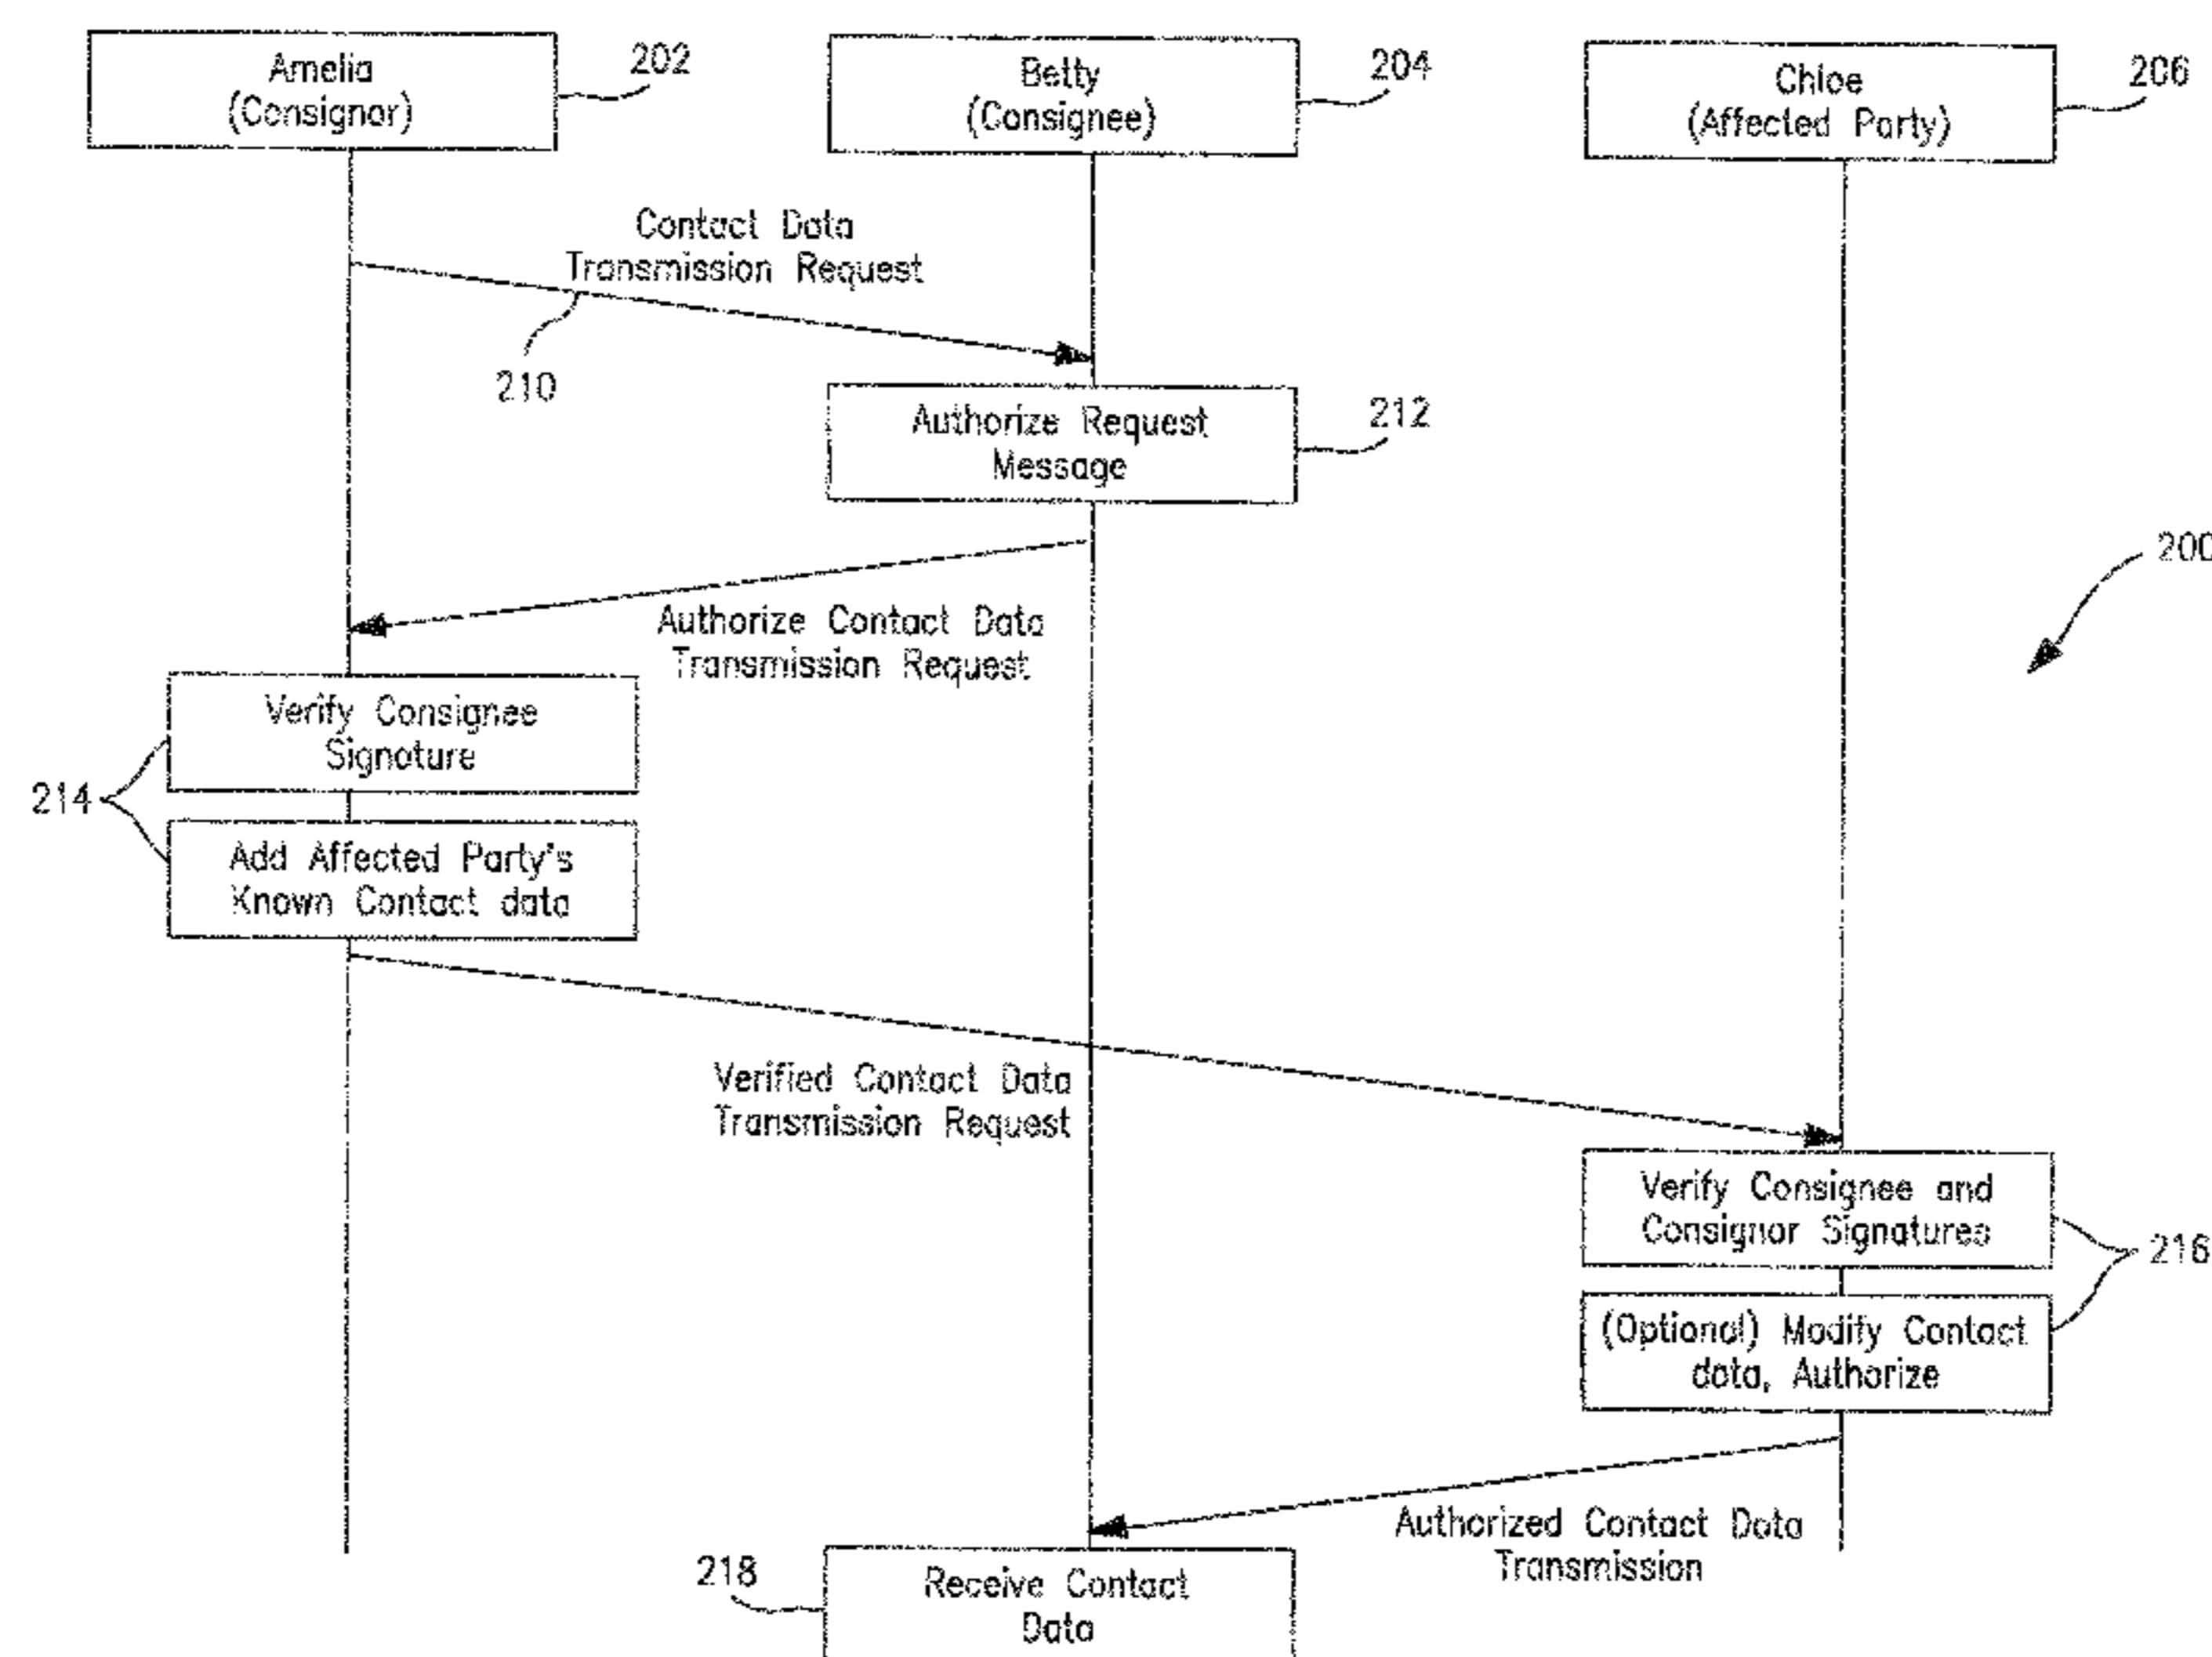 Amelia
(Consignor)
202
Betty
(Consignee)
204
Chloe
(Affected Party)
206
Contact Data
Transmission Request
210
Authorize Request
Message
212
200
Authorize Contact Data
Transmission Request
Verify Consignee
Signature
214
Add Affected Party's
Known Contact data
Verified Contact Data
Transmission Request
Verify Consignee and
Consignor Signatures
216
(Optional) Modify Contact
data, Authorize
Authorized Contact Data
Transmission
218
Receive Contact
Data